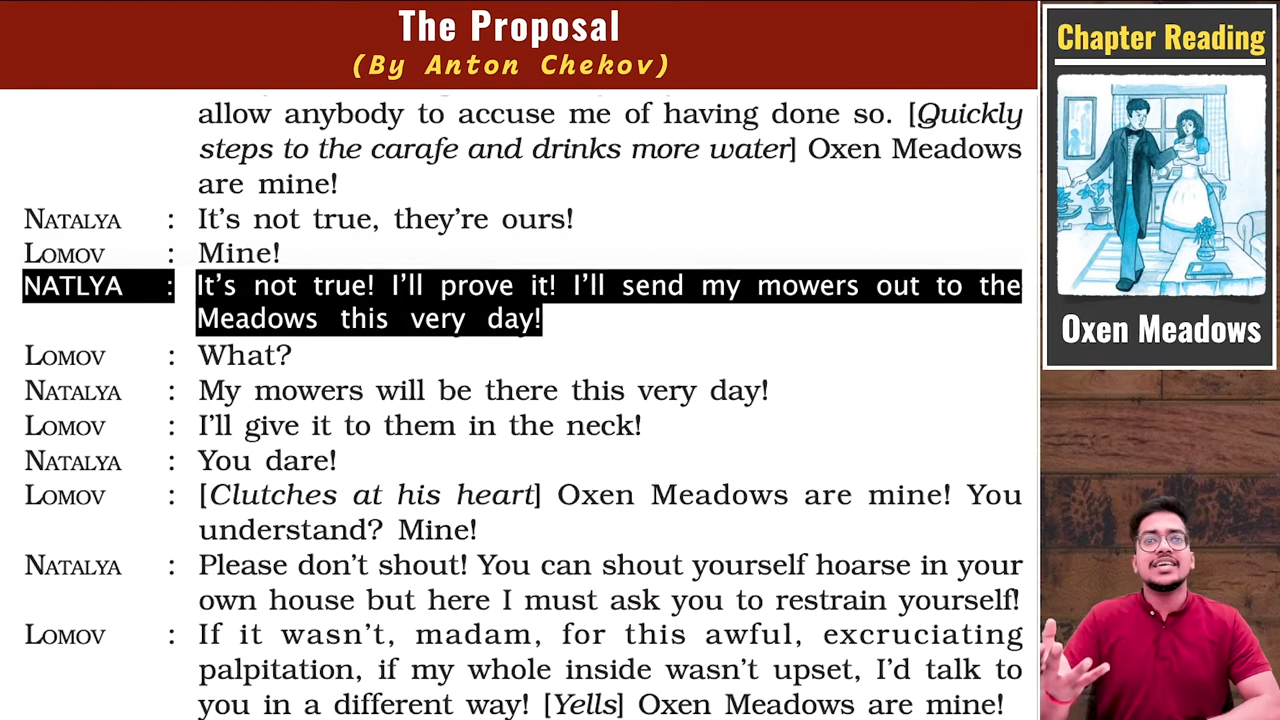 The Proposal
(By Anton Chekov)
allow anybody to accuse me of having done so. [Quickly
steps to the carafe and drinks more water] Oxen Meadows
are mine!
NATALYA : It's not true, they're ours!
LOMOV : Mine!
NATLYA : It's not true! I'll prove it! I'll send my mowers out to the
Meadows this very day!
LOMOV : What?
NATALYA : My mowers will be there this very day!
LOMOV : I'll give it to them in the neck!
NATALYA : You dare!
LOMOV : [Clutches at his heart] Oxen Meadows are mine! You
understand? Mine!
NATALYA : Please don't shout! You can shout yourself hoarse in your
own house but here I must ask you to restrain yourself!
LOMOV : If it wasn't, madam, for this awful, excruciating
palpitation, if my whole inside wasn't upset, I'd talk to
you in a different way! [Yells] Oxen Meadows are mine!
Chapter Reading
Oxen Meadows